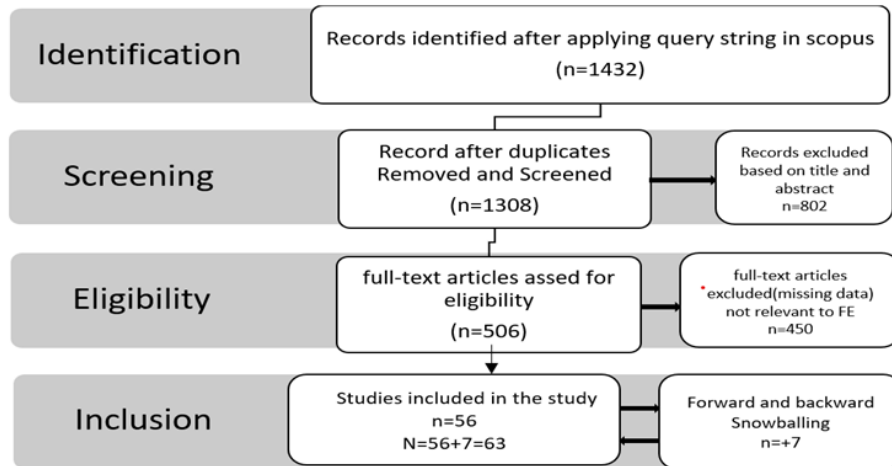 Identification
Records identified after applying query string in scopus
(n=1432)
Screening
Record after duplicates
Removed and Screened
(n=1308)
Records excluded
based on title and
abstract
n=802
Eligibility
full-text articles assed for
eligibility
(n=506)
full-text articles
excluded(missing data)
not relevant to FE
n=450
Inclusion
Studies included in the study
n=56
N=56+7=63
Forward and backward
Snowballing
n=+7